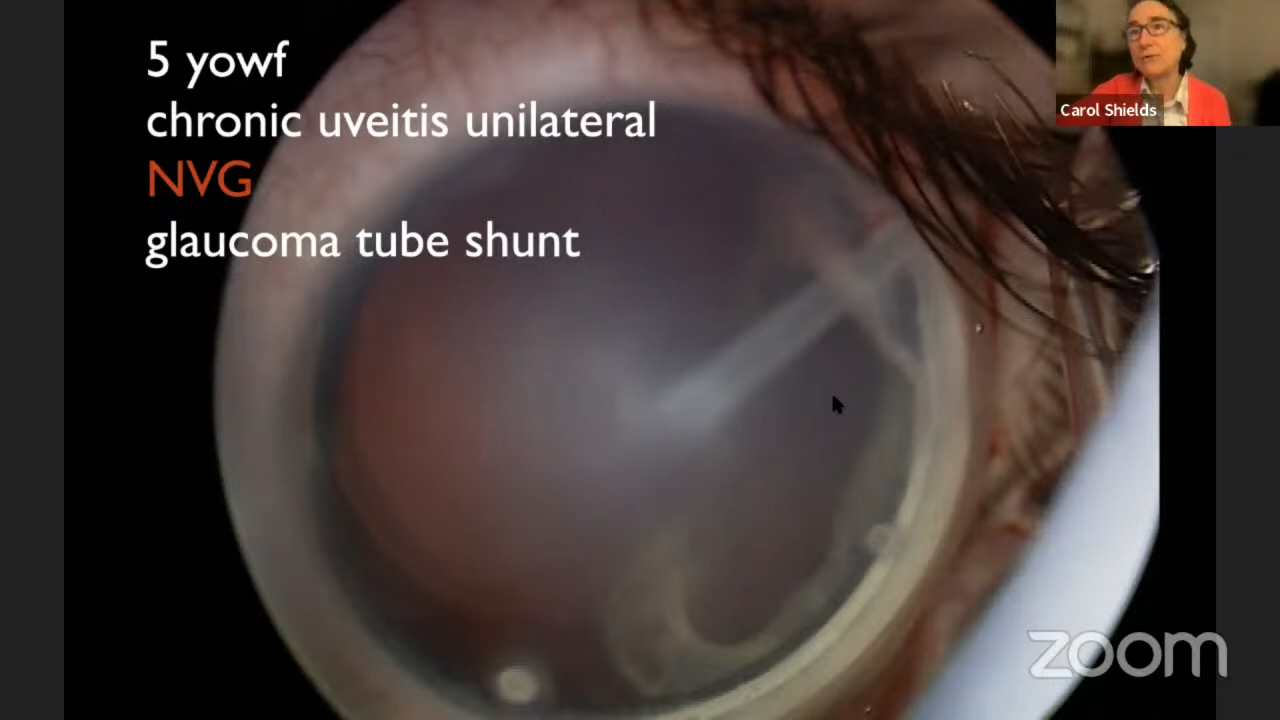 5 yowf
chronic uveitis unilateral
NVG
glaucoma tube shunt
Carol Shields
zoom